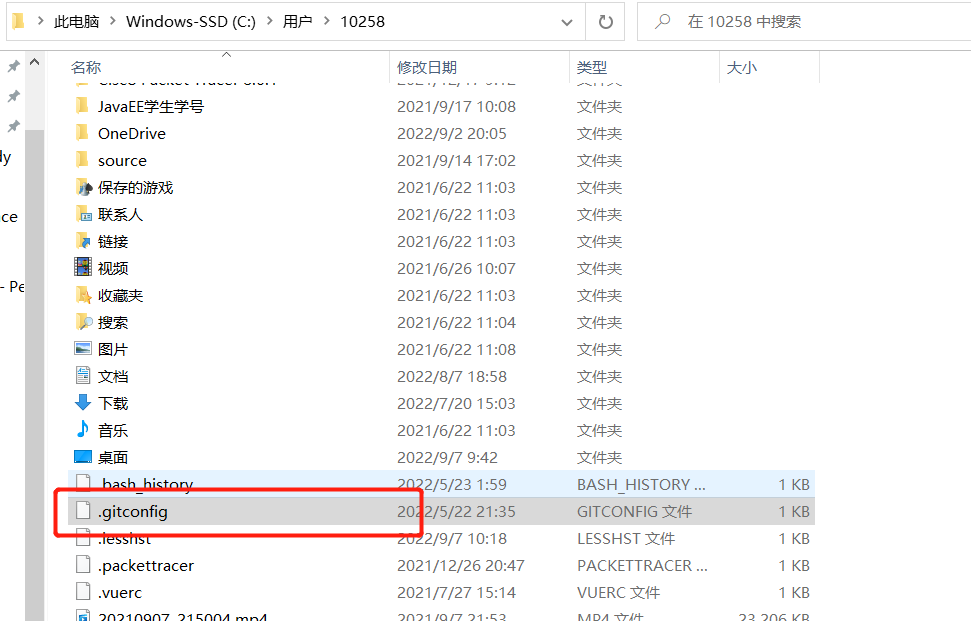 此电脑 > Windows-SSD (C:) > 用户 > 10258
在 10258 中搜索
名称 修改日期 类型 大小
JavaEE学生学号 2021/9/17 10:08 文件夹
OneDrive 2022/9/2 20:05 文件夹
source 2021/9/14 17:02 文件夹
保存的游戏 2021/6/22 11:03 文件夹
联系人 2021/6/22 11:03 文件夹
链接 2021/6/22 11:03 文件夹
视频 2021/6/26 10:07 文件夹
收藏夹 2021/6/22 11:03 文件夹
搜索 2021/6/22 11:04 文件夹
图片 2021/6/22 11:08 文件夹
文档 2022/8/7 18:58 文件夹
下载 2022/7/20 15:03 文件夹
音乐 2021/6/22 11:03 文件夹
桌面 2022/9/7 9:42 文件夹
.bash_history 2022/5/23 1:59 BASH_HISTORY ... 1 KB
.gitconfig 2022/5/22 21:35 GITCONFIG 文件 1 KB
.lesshst 2022/9/7 10:18 LESSHST 文件 1 KB
.packettracer 2021/12/26 20:47 PACKETTRACER ... 1 KB
.vuerc 2021/7/27 15:14 VUERC 文件 1 KB
20210907_215004.mp4 2021/9/7 21:53 MP4 文件 23,206 KB